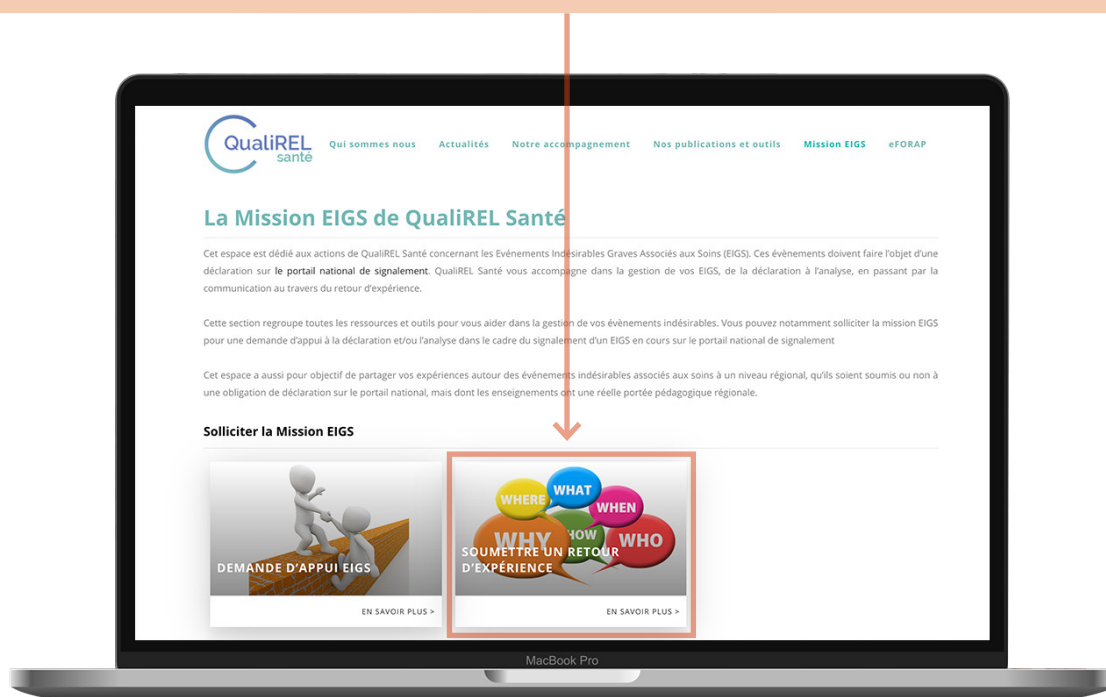 QualiREL
santé
Qui sommes nous
Actualités
Notre accompagnement
Nos publications et outils
Mission EIGS
eFORAP
La Mission EIGS de QualiREL Santé
Cet espace est dédié aux actions de QualiREL Santé concernant les Evénements Indésirables Graves Associés aux Soins (EIGS). Ces évènements doivent faire l'objet d'une
déclaration sur le portail national de signalement. QualiREL Santé vous accompagne dans la gestion de vos EIGS, de la déclaration à l'analyse, en passant par la
communication au travers du retour d'expérience.
Cette section regroupe toutes les ressources et outils pour vous aider dans la gestion de vos évènements indésirables. Vous pouvez notamment solliciter la mission EIGS
pour une demande d'appui à la déclaration et/ou l'analyse dans le cadre du signalement d'un EIGS en cours sur le portail national de signalement
Cet espace a aussi pour objectif de partager vos expériences autour des événements indésirables associés aux soins à un niveau régional, qu'ils soient soumis ou non à
une obligation de déclaration sur le portail national, mais dont les enseignements ont une réelle portée pédagogique régionale.
Solliciter la Mission EIGS
DEMANDE D'APPUI EIGS
EN SAVOIR PLUS >
WHERE
WHAT
WHEN
WHY
HOW
WHO
SOUMETTRE UN RETOUR
D'EXPÉRIENCE
EN SAVOIR PLUS >
MacBook Pro